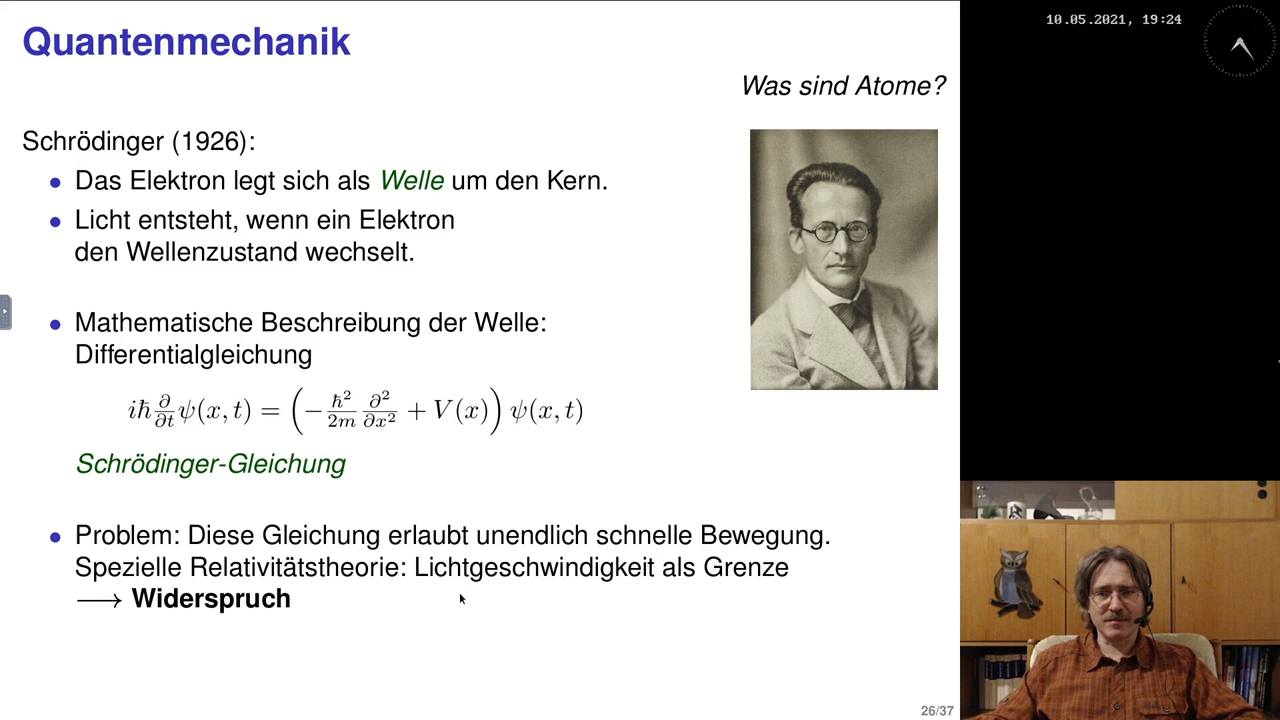 Quantenmechanik
10.05.2021, 19:24
Was sind Atome?
Schrödinger (1926):
• Das Elektron legt sich als Welle um den Kern.
• Licht entsteht, wenn ein Elektron
den Wellenzustand wechselt.
• Mathematische Beschreibung der Welle:
Differentialgleichung
iħ ∂/∂t ψ(x, t) = (−ħ²/2m ∂²/∂x² + V(x)) ψ(x, t)
Schrödinger-Gleichung
• Problem: Diese Gleichung erlaubt unendlich schnelle Bewegung.
Spezielle Relativitätstheorie: Lichtgeschwindigkeit als Grenze
⟶ Widerspruch
26/37